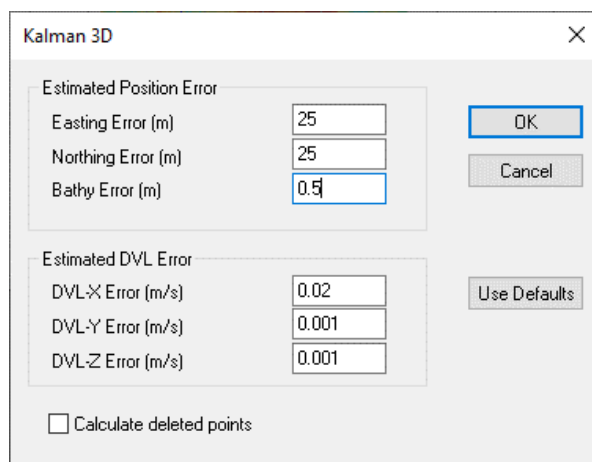 Kalman 3D
Estimated Position Error
Easting Error (m) 25
Northing Error (m) 25
Bathy Error (m) 0.5
OK
Cancel
Estimated DVL Error
DVL-X Error (m/s) 0.02
DVL-Y Error (m/s) 0.001
DVL-Z Error (m/s) 0.001
Use Defaults
Calculate deleted points